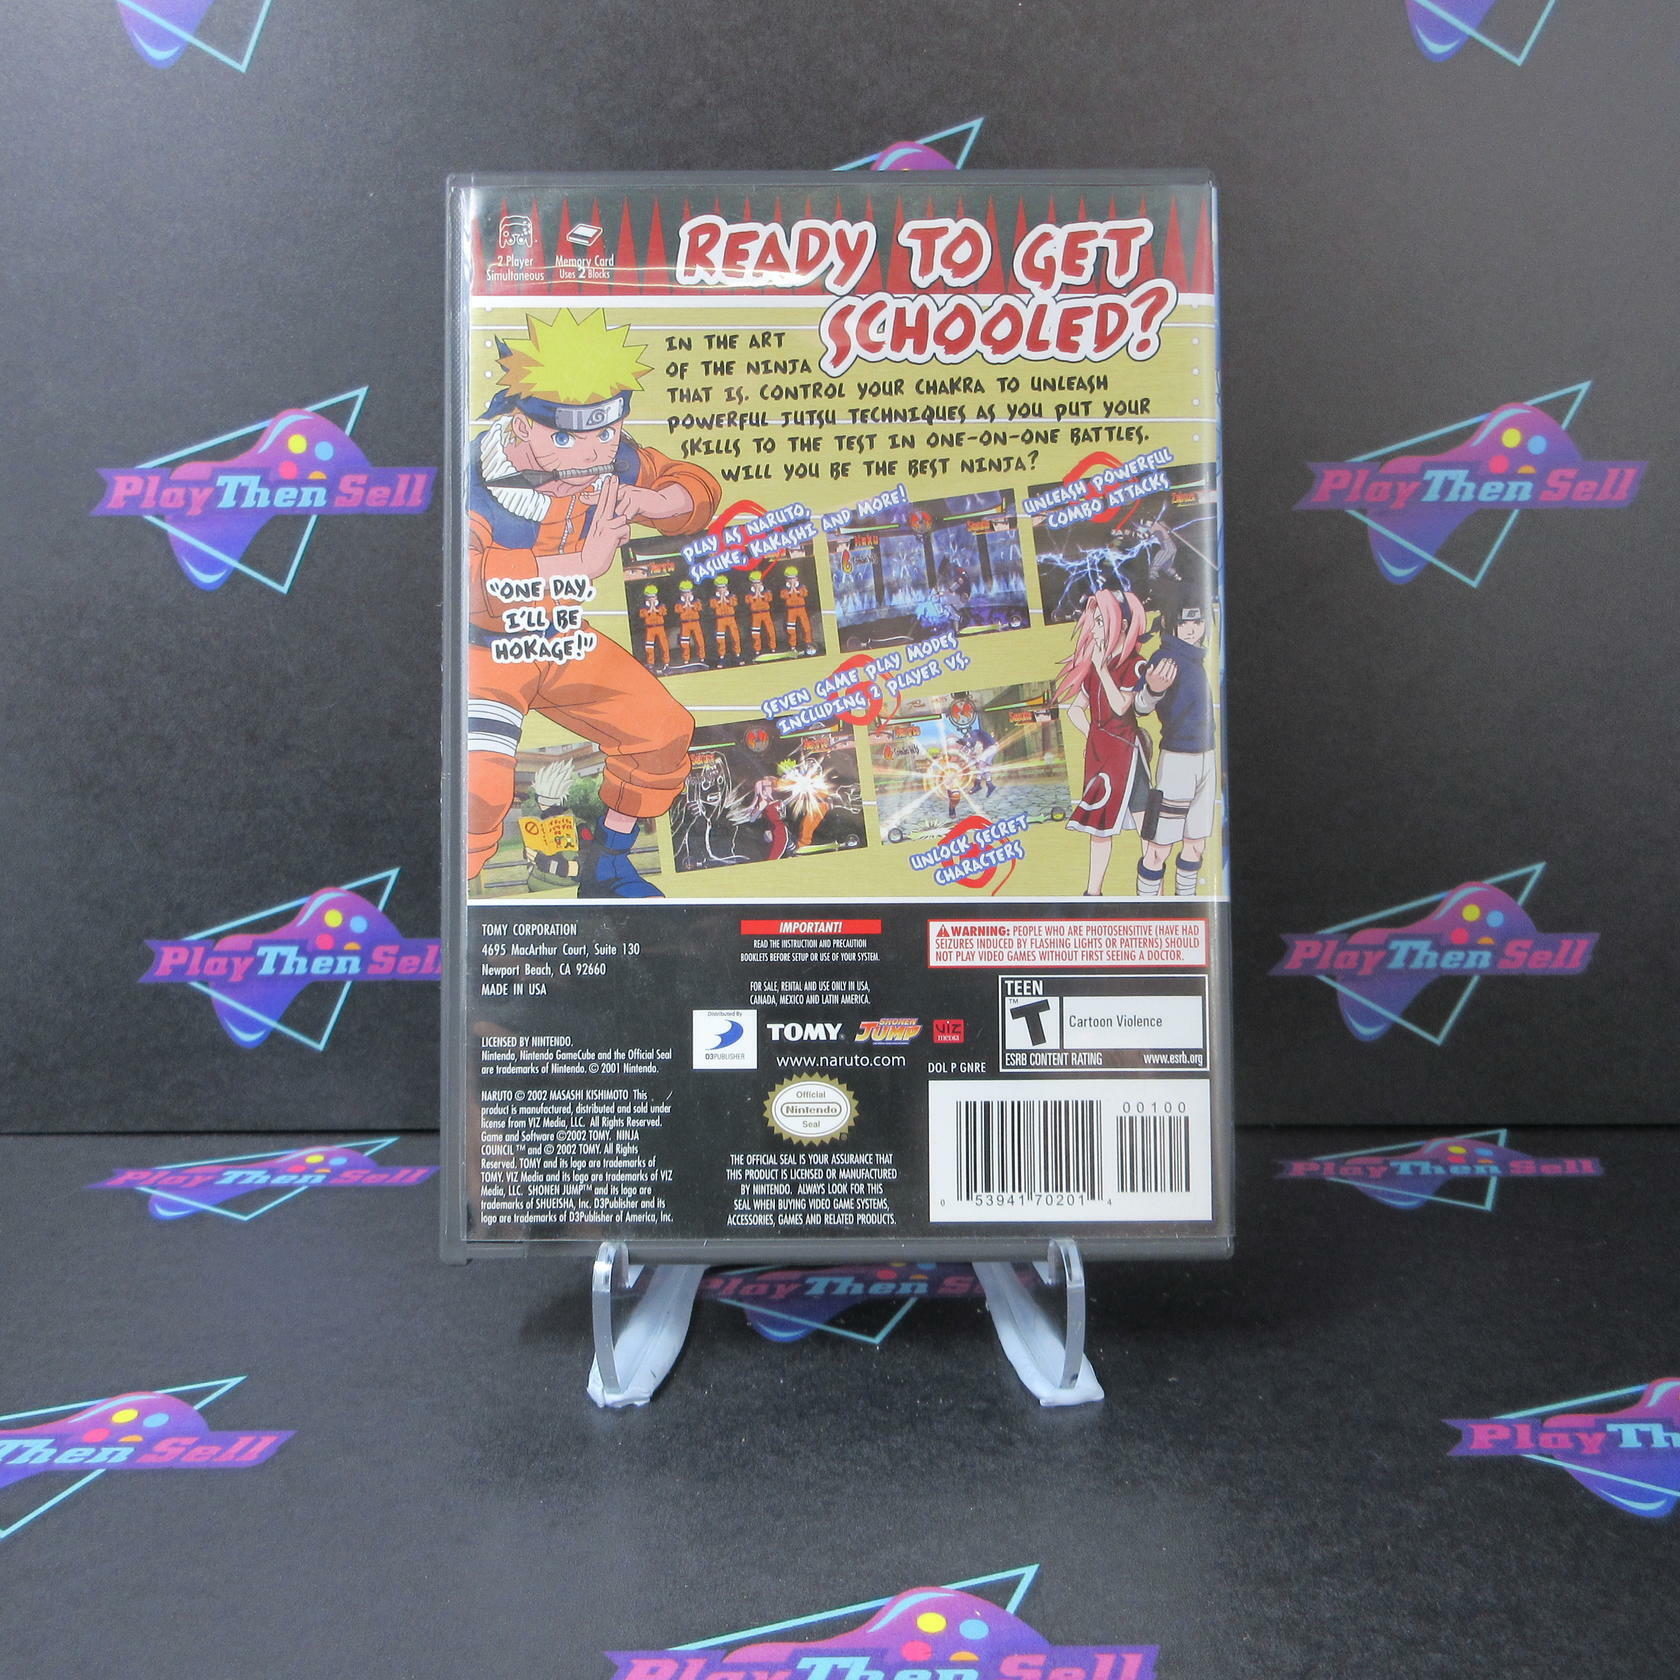 2 Player
Simultaneous
Memory Card
Uses 2 Blocks
READY TO GET
SCHOOLED?
IN THE ART
OF THE NINJA
THAT IS. CONTROL YOUR CHAKRA TO UNLEASH
POWERFUL JUTSU TECHNIQUES AS YOU PUT YOUR
SKILLS TO THE TEST IN ONE-ON-ONE BATTLES.
WILL YOU BE THE BEST NINJA?
PLAY AS NARUTO,
SASUKE, KAKASHI AND MORE!
UNLEASH POWERFUL
COMBO ATTACKS
"ONE DAY,
I'LL BE
HOKAGE!"
SEVEN GAME PLAY MODES
INCLUDING 2 PLAYER VS.
UNLOCK SECRET
CHARACTERS
TOMY CORPORATION
4695 MacArthur Court, Suite 130
Newport Beach, CA 92660
MADE IN USA
IMPORTANT!
READ THE INSTRUCTION AND PRECAUTION
BOOKLETS BEFORE SETUP OR USE OF YOUR SYSTEM.
FOR SALE, RENTAL AND USE ONLY IN USA,
CANADA, MEXICO AND LATIN AMERICA.
WARNING: PEOPLE WHO ARE PHOTOSENSITIVE (HAVE HAD
SEIZURES INDUCED BY FLASHING LIGHTS OR PATTERNS) SHOULD
NOT PLAY VIDEO GAMES WITHOUT FIRST SEEING A DOCTOR.
TEEN
T
TM
Cartoon Violence
ESRB CONTENT RATING www.esrb.org
Distributed By
D3PUBLISHER
TOMY
SHONEN
JUMP
viz
media
www.naruto.com
DOL P GNRE
LICENSED BY NINTENDO.
Nintendo, Nintendo GameCube and the Official Seal
are trademarks of Nintendo. © 2001 Nintendo.
NARUTO © 2002 MASASHI KISHIMOTO This
product is manufactured, distributed and sold under
license from VIZ Media, LLC. All Rights Reserved.
Game and Software ©2002 TOMY. NINJA
COUNCIL™ and © 2002 TOMY. All Rights
Reserved. TOMY and its logo are trademarks of
TOMY. VIZ Media and its logo are trademarks of VIZ
Media, LLC. SHONEN JUMP™ and its logo are
trademarks of SHUEISHA, Inc. D3Publisher and its
logo are trademarks of D3Publisher of America, Inc.
Official
Nintendo
Seal
THE OFFICIAL SEAL IS YOUR ASSURANCE THAT
THIS PRODUCT IS LICENSED OR MANUFACTURED
BY NINTENDO. ALWAYS LOOK FOR THIS
SEAL WHEN BUYING VIDEO GAME SYSTEMS,
ACCESSORIES, GAMES AND RELATED PRODUCTS.
00100
0 53941 70201 4
PlayThenSell
PlayThenSell
PlayThenSell
PlayThenSell
PlayThenSell
PlayThenSell
PlayThenSell
ThenSell
PlayTh
PlayThenSell